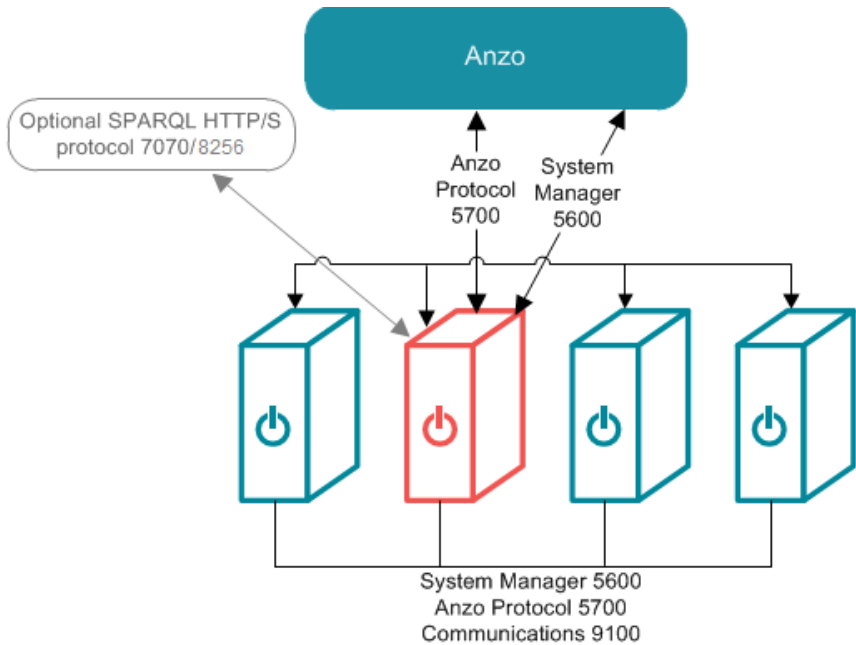 Anzo
Optional SPARQL HTTP/S
protocol 7070/8256
Anzo
Protocol
5700
System
Manager
5600
System Manager 5600
Anzo Protocol 5700
Communications 9100